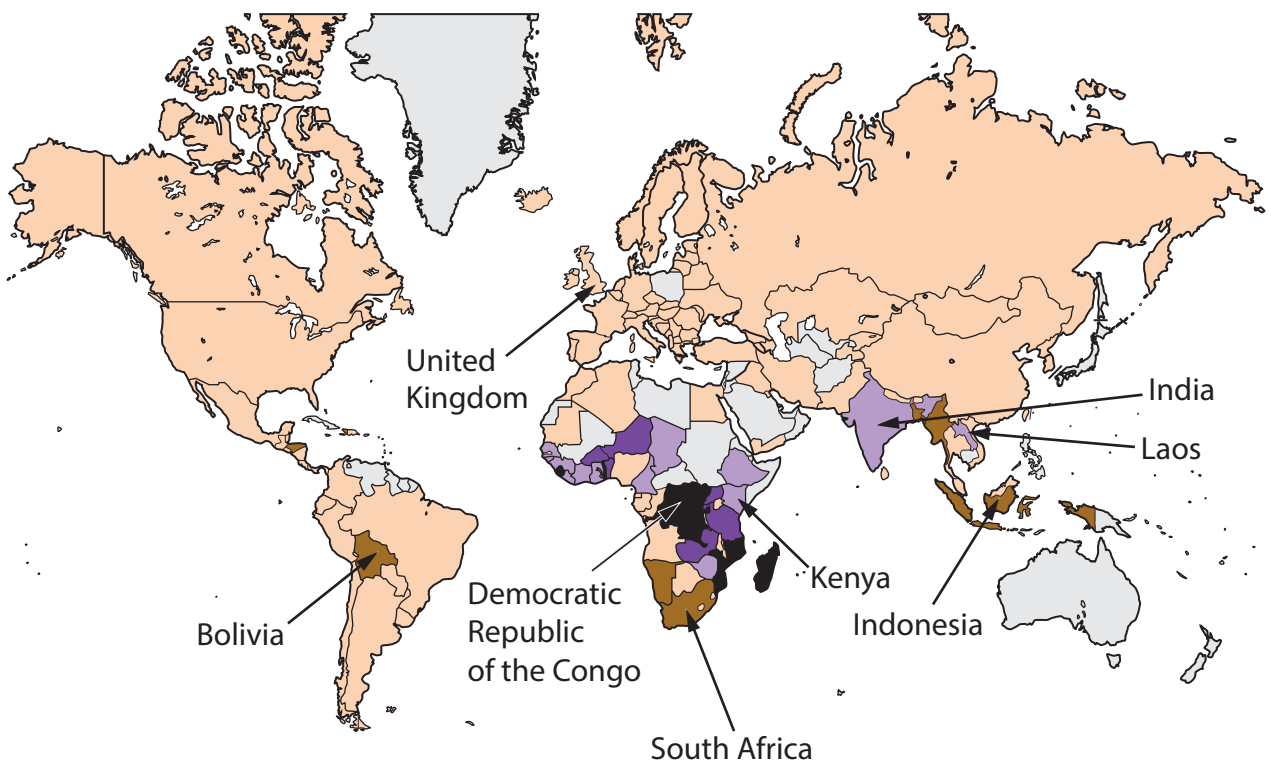 United
Kingdom
India
Laos
Kenya
Democratic
Republic
of the Congo
Indonesia
Bolivia
South Africa